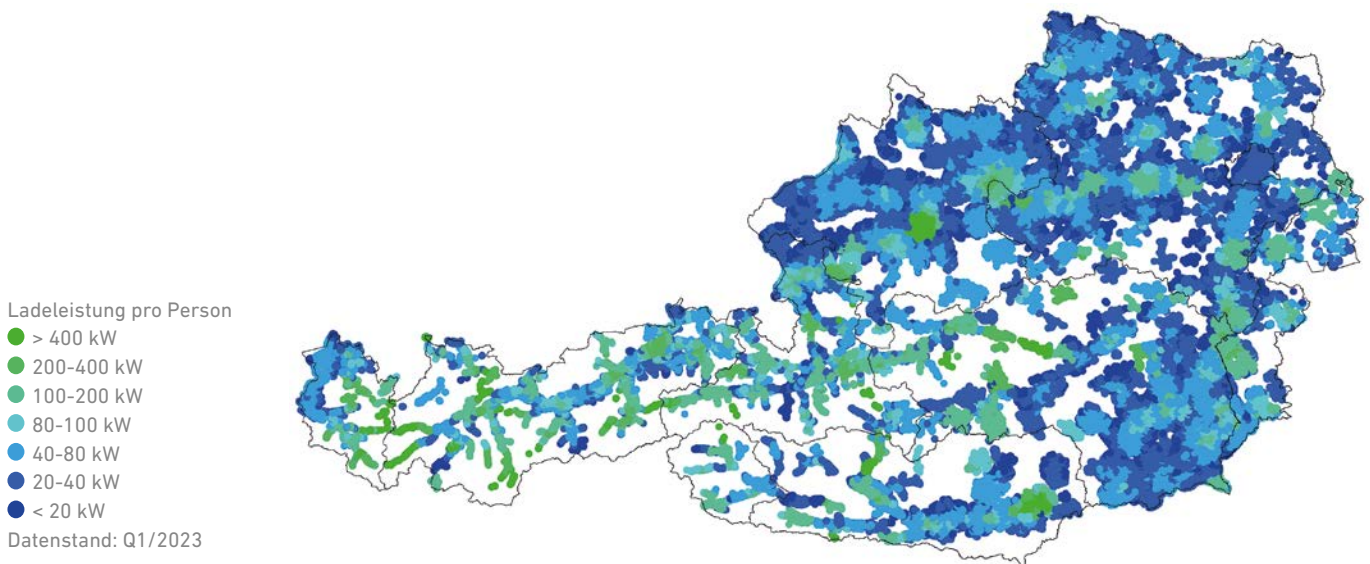 Ladeleistung pro Person
> 400 kW
200-400 kW
100-200 kW
80-100 kW
40-80 kW
20-40 kW
< 20 kW
Datenstand: Q1/2023